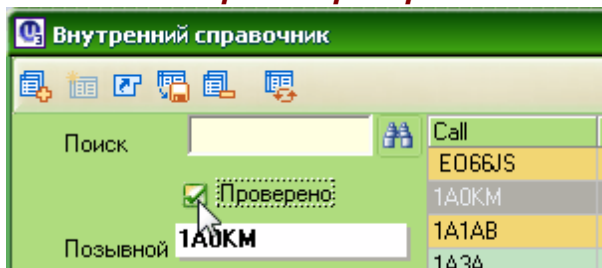 Внутренний справочник
Поиск
Проверено
Позывной 1A0KM
Call
EO66JS
1A0KM
1A1AB
1A3A